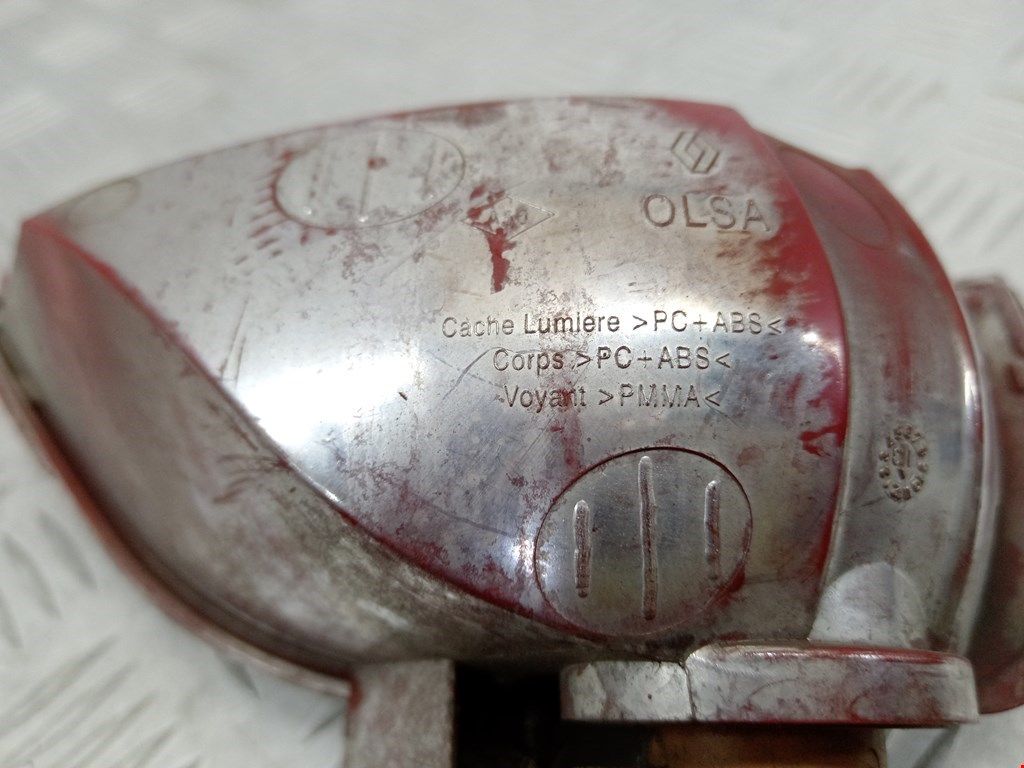 OLSA
Cache Lumiere >PC+ABS<
Corps >PC+ABS<
Voyant >PMMA<